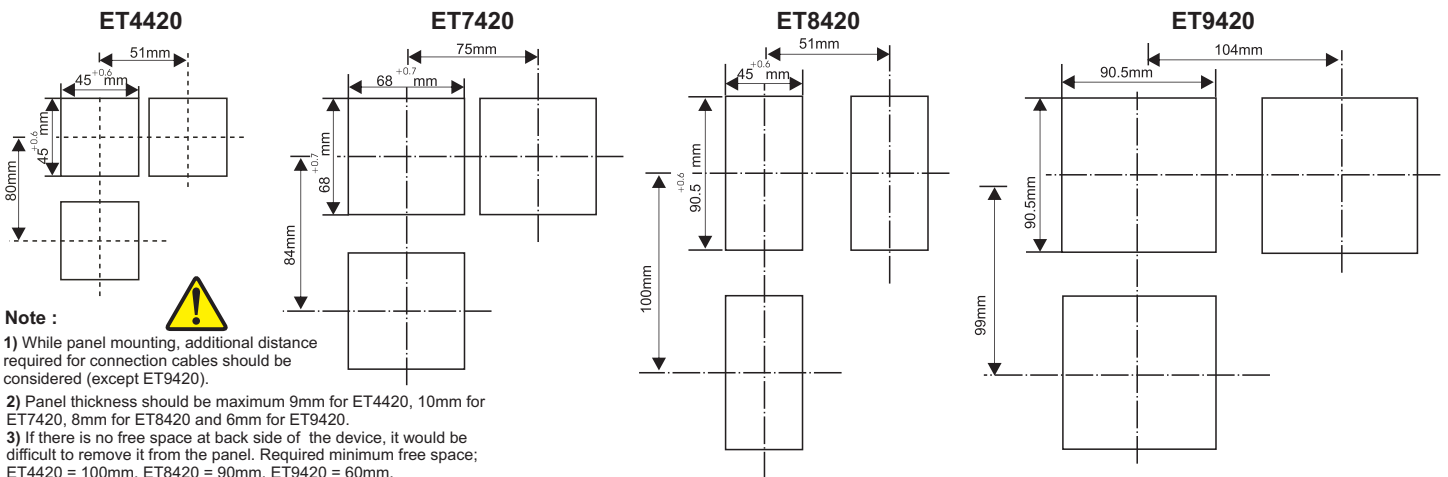 ET4420
51mm
45 +0.6 mm
45 +0.6 mm
80mm
ET7420
75mm
68 +0.7 mm
68 +0.7 mm
84mm
ET8420
51mm
45 +0.6 mm
90.5 +0.6 mm
100mm
ET9420
104mm
90.5mm
90.5mm
99mm
Note :
1) While panel mounting, additional distance
required for connection cables should be
considered (except ET9420).
2) Panel thickness should be maximum 9mm for ET4420, 10mm for
ET7420, 8mm for ET8420 and 6mm for ET9420.
3) If there is no free space at back side of the device, it would be
difficult to remove it from the panel. Required minimum free space;
ET4420 = 100mm, ET8420 = 90mm, ET9420 = 60mm.